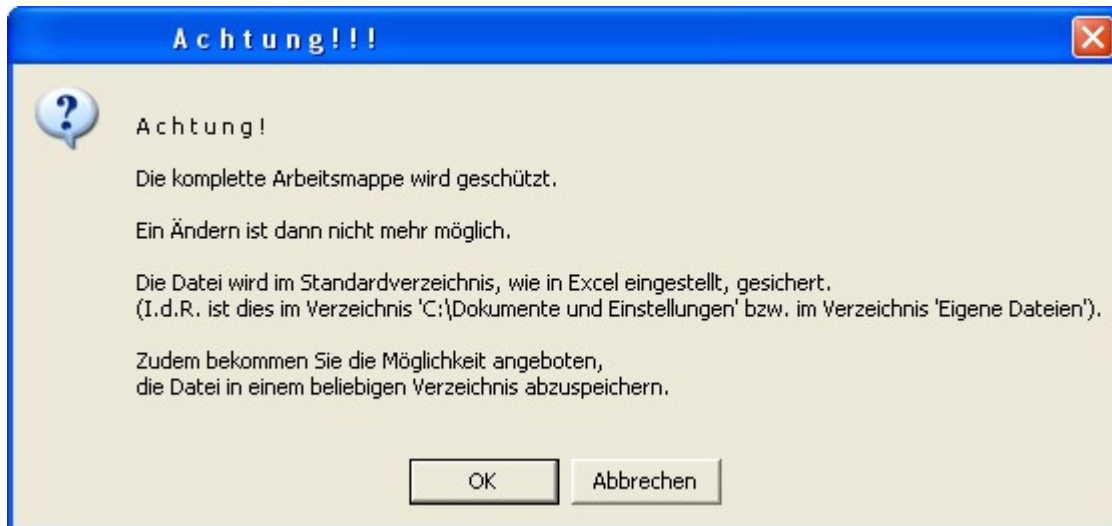 Achtung!!!
Achtung!
Die komplette Arbeitsmappe wird geschützt.
Ein Ändern ist dann nicht mehr möglich.
Die Datei wird im Standardverzeichnis, wie in Excel eingestellt, gesichert.
(I.d.R. ist dies im Verzeichnis 'C:\Dokumente und Einstellungen' bzw. im Verzeichnis 'Eigene Dateien').
Zudem bekommen Sie die Möglichkeit angeboten,
die Datei in einem beliebigen Verzeichnis abzuspeichern.
OK
Abbrechen